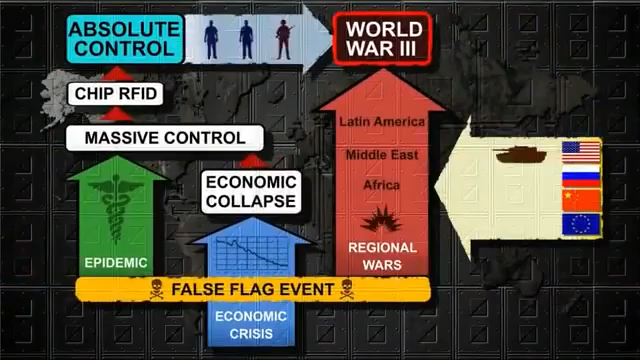 ABSOLUTE
CONTROL
WORLD
WAR III
CHIP RFID
MASSIVE CONTROL
ECONOMIC
COLLAPSE
Latin America
Middle East
Africa
EPIDEMIC
REGIONAL
WARS
FALSE FLAG EVENT
ECONOMIC
CRISIS